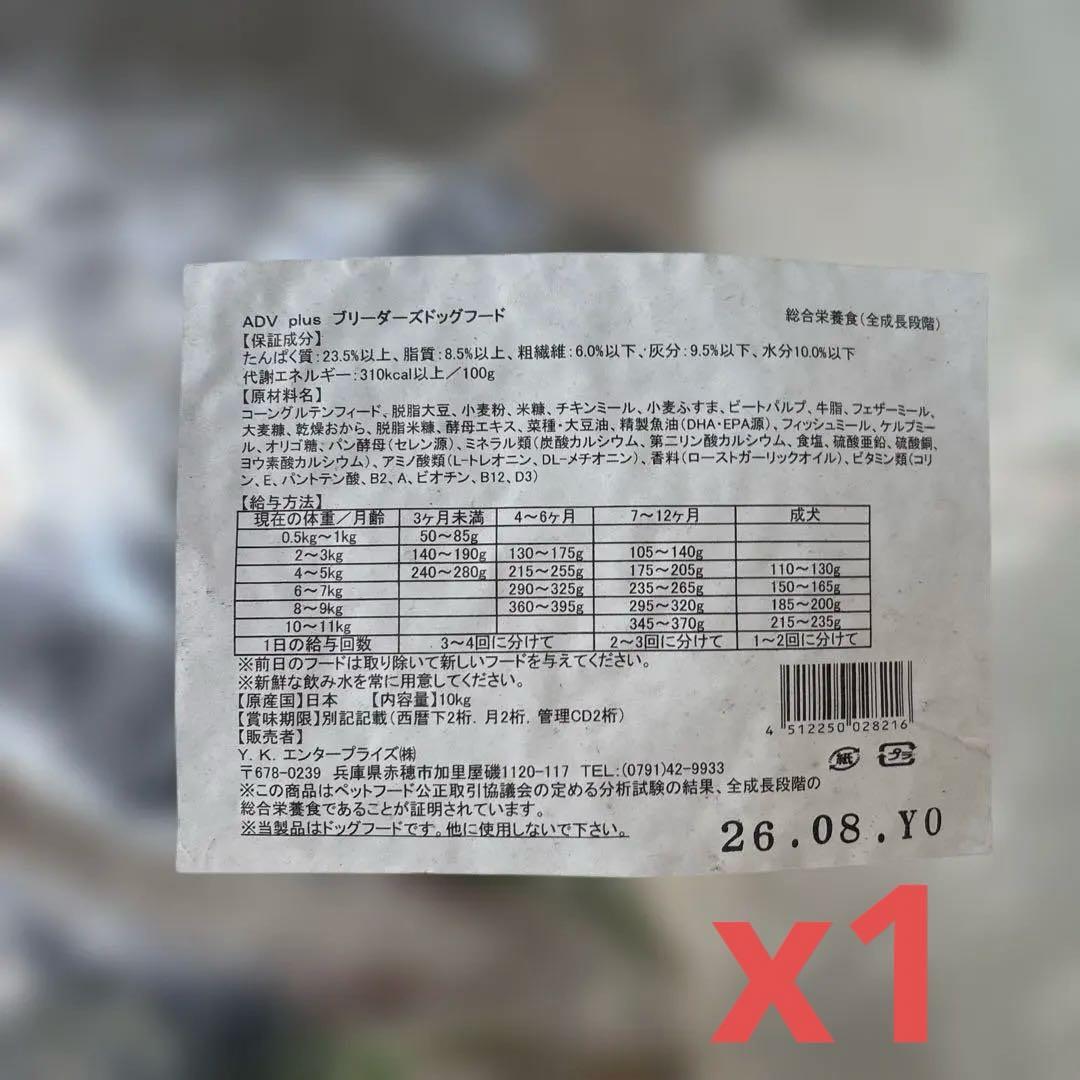 ADV plus ブリーダーズドッグフード
総合栄養食(全成長段階)
【保証成分】
たんぱく質:23.5%以上、脂質:8.5%以上、粗繊維:6.0%以下、灰分:9.5%以下、水分10.0%以下
代謝エネルギー:310kcal以上/100g
【原材料名】
コーングルテンフィード、脱脂大豆、小麦粉、米糠、チキンミール、小麦ふすま、ビートパルプ、牛脂、フェザーミール、
大麦糠、乾燥おから、脱脂米糠、酵母エキス、菜種・大豆油、精製魚油(DHA・EPA源)、フィッシュミール、ケルプミー
ル、オリゴ糖、パン酵母(セレン源)、ミネラル類(炭酸カルシウム、第二リン酸カルシウム、食塩、硫酸亜鉛、硫酸銅、
ヨウ素酸カルシウム)、アミノ酸類(L-トレオニン、DL-メチオニン)、香料(ローストガーリックオイル)、ビタミン類(コリ
ン、E、パントテン酸、B2、A、ビオチン、B12、D3)
【給与方法】
現在の体重/月齢 3ヶ月未満 4～6ヶ月 7～12ヶ月 成犬
0.5kg～1kg 50～85g
2～3kg 140～190g 130～175g 105～140g
4～5kg 240～280g 215～255g 175～205g 110～130g
6～7kg 290～325g 235～265g 150～165g
8～9kg 360～395g 295～320g 185～200g
10～11kg 345～370g 215～235g
1日の給与回数 3～4回に分けて 2～3回に分けて 1～2回に分けて
※前日のフードは取り除いて新しいフードを与えてください。
※新鮮な飲み水を常に用意してください。
【原産国】日本 【内容量】10kg
【賞味期限】別記記載(西暦下2桁, 月2桁, 管理CD2桁)
【販売者】
Y. K. エンタープライズ㈱
〒678-0239 兵庫県赤穂市加里屋磯1120-117 TEL:(0791)42-9933
※この商品はペットフード公正取引協議会の定める分析試験の結果、全成長段階の
総合栄養食であることが証明されています。
※当製品はドッグフードです。他に使用しないで下さい。
4 512250 028216
紙 プラ
26.08.Y0
x1